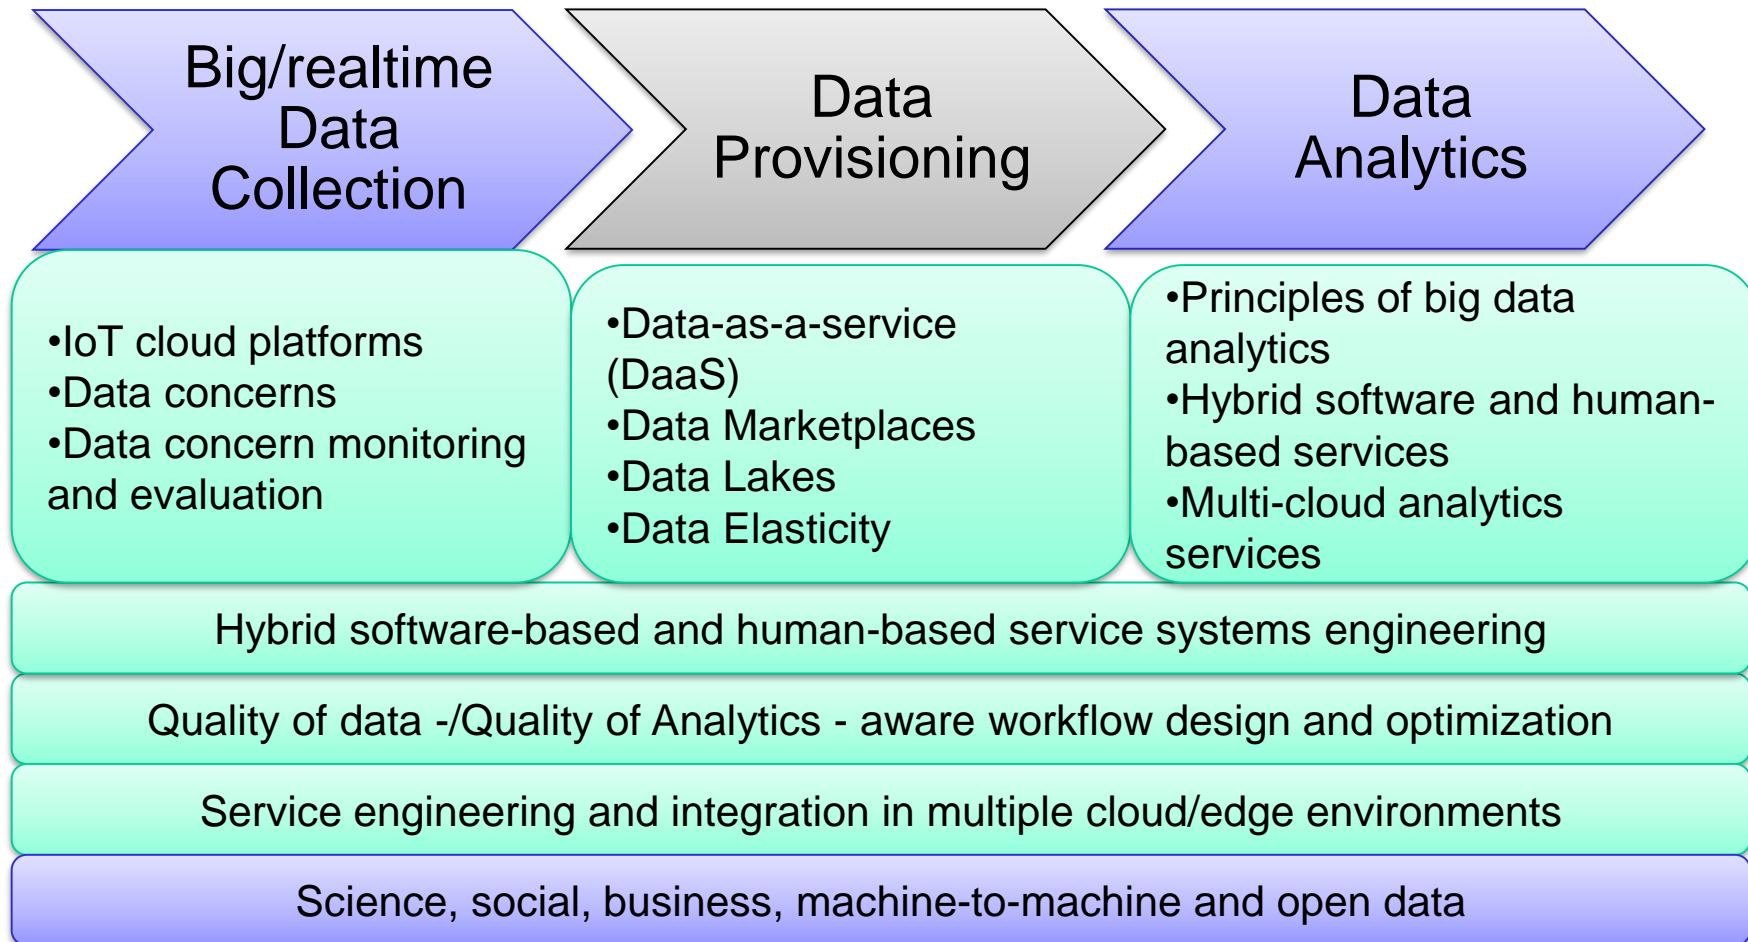 Big/realtime
Data
Collection
Data
Provisioning
Data
Analytics
•IoT cloud platforms
•Data concerns
•Data concern monitoring
and evaluation
•Data-as-a-service
(DaaS)
•Data Marketplaces
•Data Lakes
•Data Elasticity
•Principles of big data
analytics
•Hybrid software and human-
based services
•Multi-cloud analytics
services
Hybrid software-based and human-based service systems engineering
Quality of data -/Quality of Analytics - aware workflow design and optimization
Service engineering and integration in multiple cloud/edge environments
Science, social, business, machine-to-machine and open data